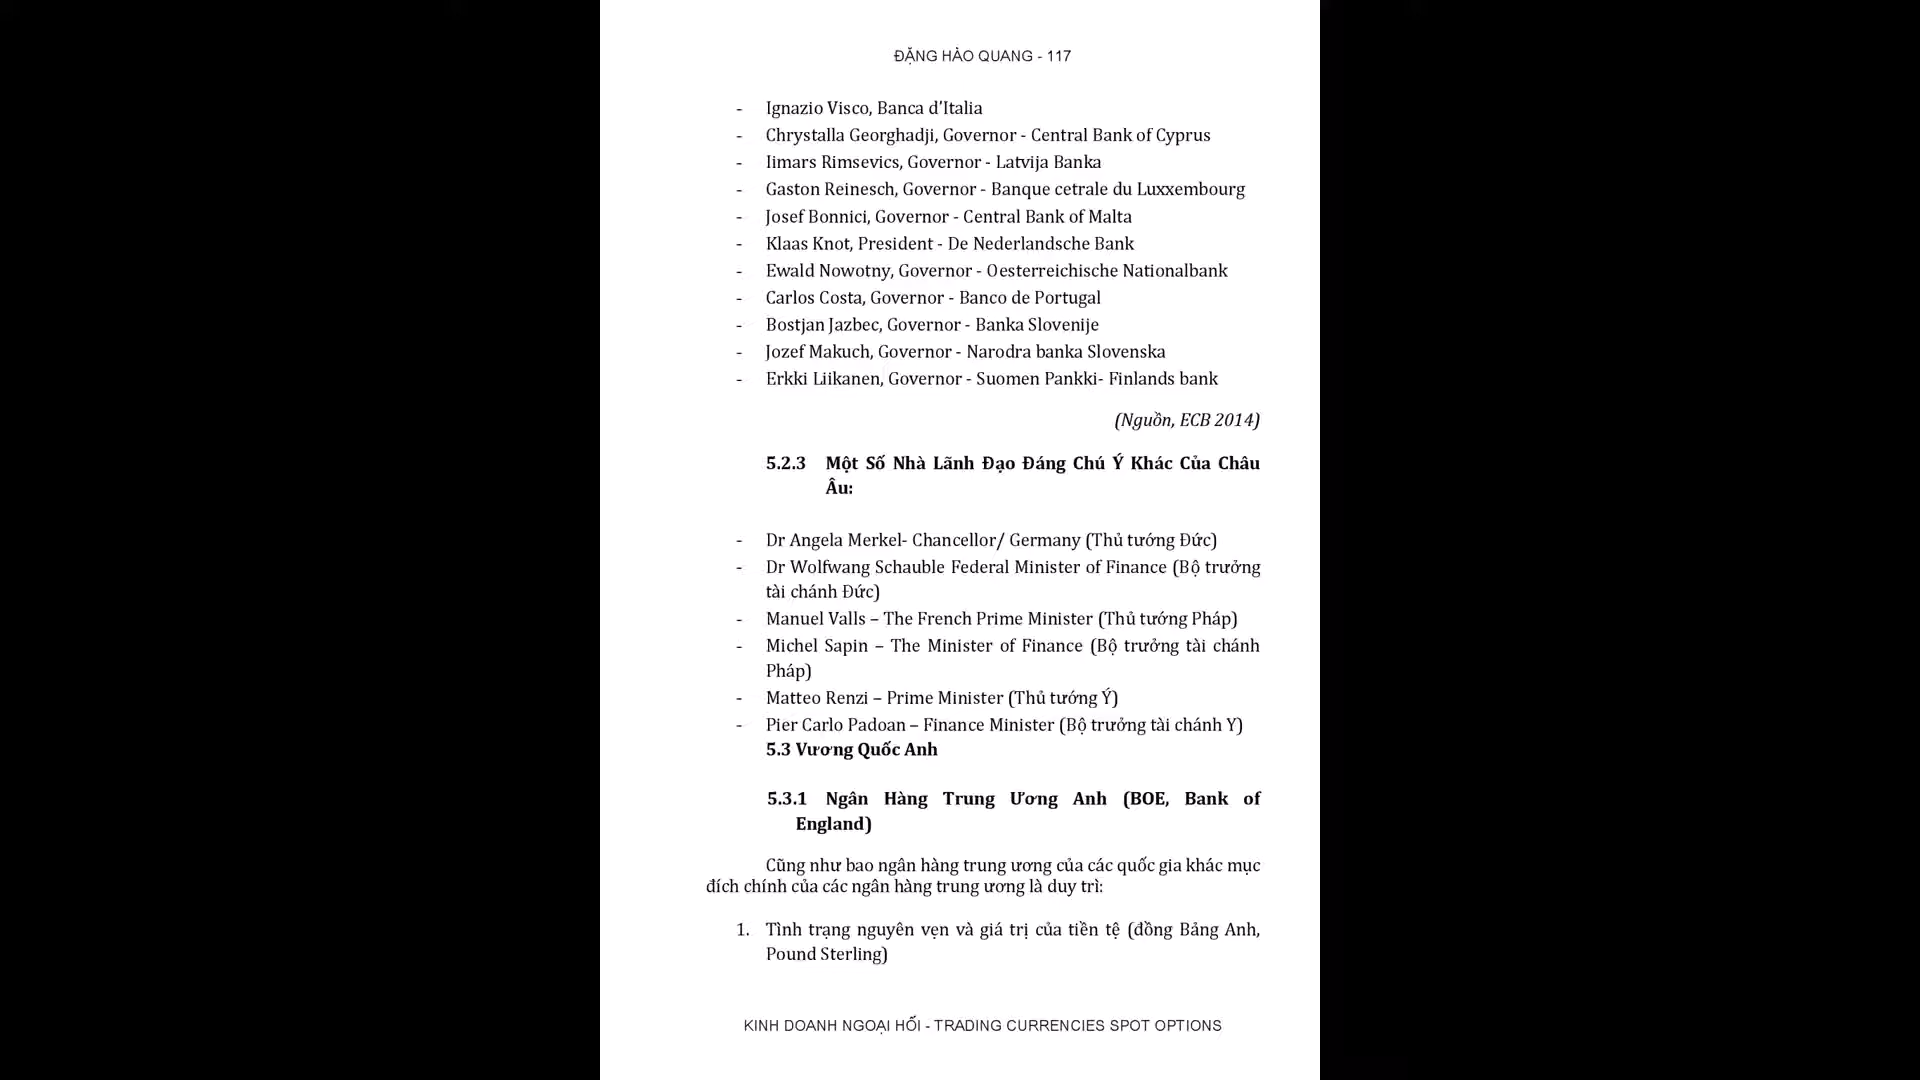 ĐẶNG HÀO QUANG - 117
- Ignazio Visco, Banca d’Italia
- Chrystalla Georghadji, Governor - Central Bank of Cyprus
- Iimars Rimsevics, Governor - Latvija Banka
- Gaston Reinesch, Governor - Banque cetrale du Luxxembourg
- Josef Bonnici, Governor - Central Bank of Malta
- Klaas Knot, President - De Nederlandsche Bank
- Ewald Nowotny, Governor - Oesterreichische Nationalbank
- Carlos Costa, Governor - Banco de Portugal
- Bostjan Jazbec, Governor - Banka Slovenije
- Jozef Makuch, Governor - Narodra banka Slovenska
- Erkki Liikanen, Governor - Suomen Pankki- Finlands bank
(Nguồn, ECB 2014)
5.2.3 Một Số Nhà Lãnh Đạo Đáng Chú Ý Khác Của Châu
Âu:
- Dr Angela Merkel- Chancellor/ Germany (Thủ tướng Đức)
- Dr Wolfwang Schauble Federal Minister of Finance (Bộ trưởng
tài chánh Đức)
- Manuel Valls – The French Prime Minister (Thủ tướng Pháp)
- Michel Sapin – The Minister of Finance (Bộ trưởng tài chánh
Pháp)
- Matteo Renzi – Prime Minister (Thủ tướng Ý)
- Pier Carlo Padoan – Finance Minister (Bộ trưởng tài chánh Y)
5.3 Vương Quốc Anh
5.3.1 Ngân Hàng Trung Ương Anh (BOE, Bank of
England)
Cũng như bao ngân hàng trung ương của các quốc gia khác mục
đích chính của các ngân hàng trung ương là duy trì:
1. Tình trạng nguyên vẹn và giá trị của tiền tệ (đồng Bảng Anh,
Pound Sterling)
KINH DOANH NGOẠI HỐI - TRADING CURRENCIES SPOT OPTIONS